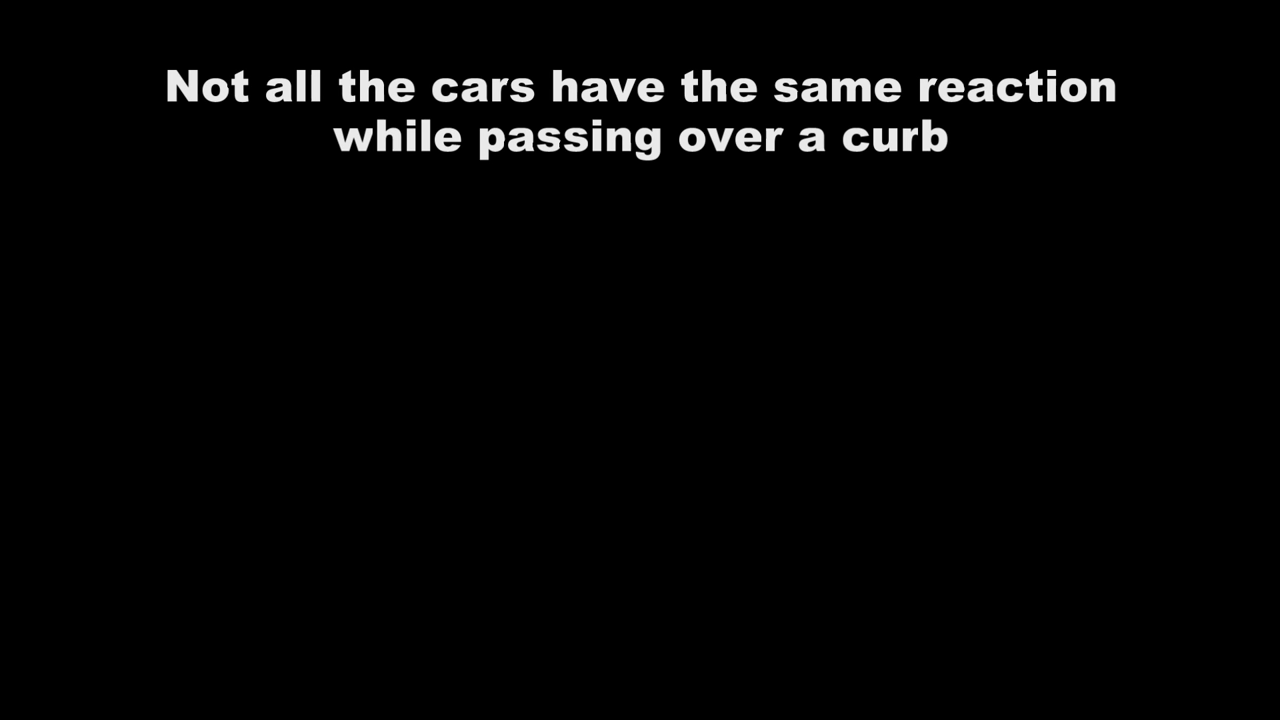 Not all the cars have the same reaction
while passing over a curb